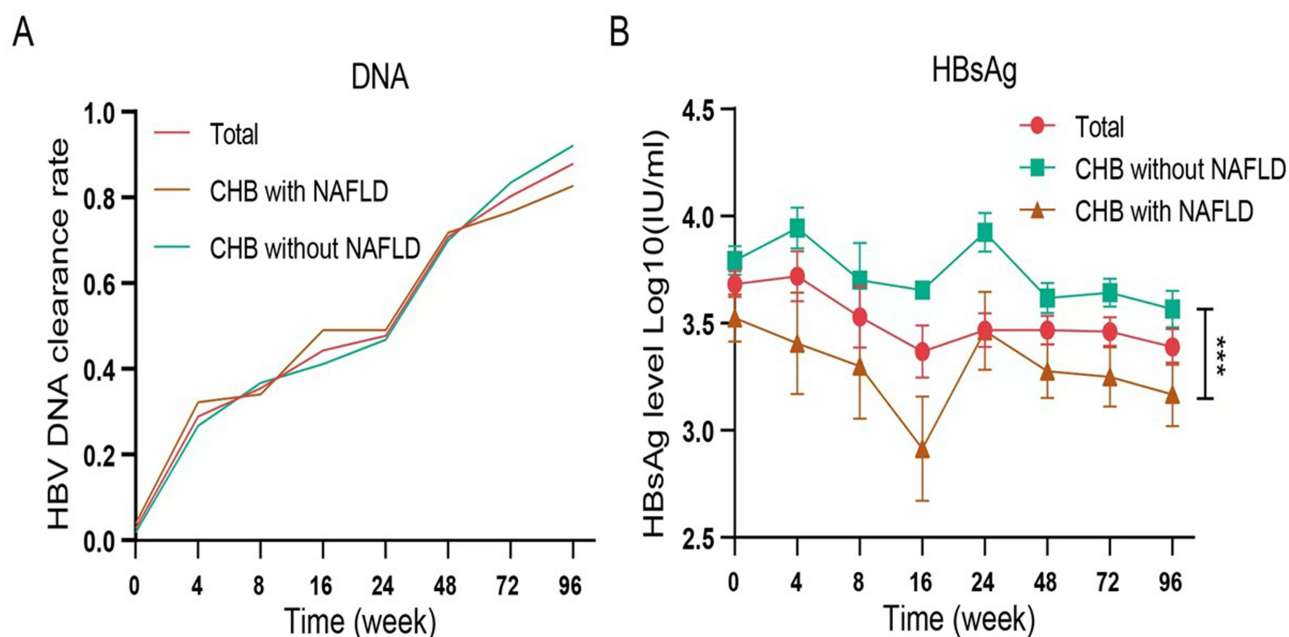 A
DNA
HBV DNA clearance rate
1.0
0.8
0.6
0.4
0.2
0.0
Total
CHB with NAFLD
CHB without NAFLD
0 4 8 16 24 48 72 96
Time (week)
B
HBsAg
HBsAg level Log10(IU/ml)
4.5
4.0
3.5
3.0
2.5
Total
CHB without NAFLD
CHB with NAFLD
***
0 4 8 16 24 48 72 96
Time (week)